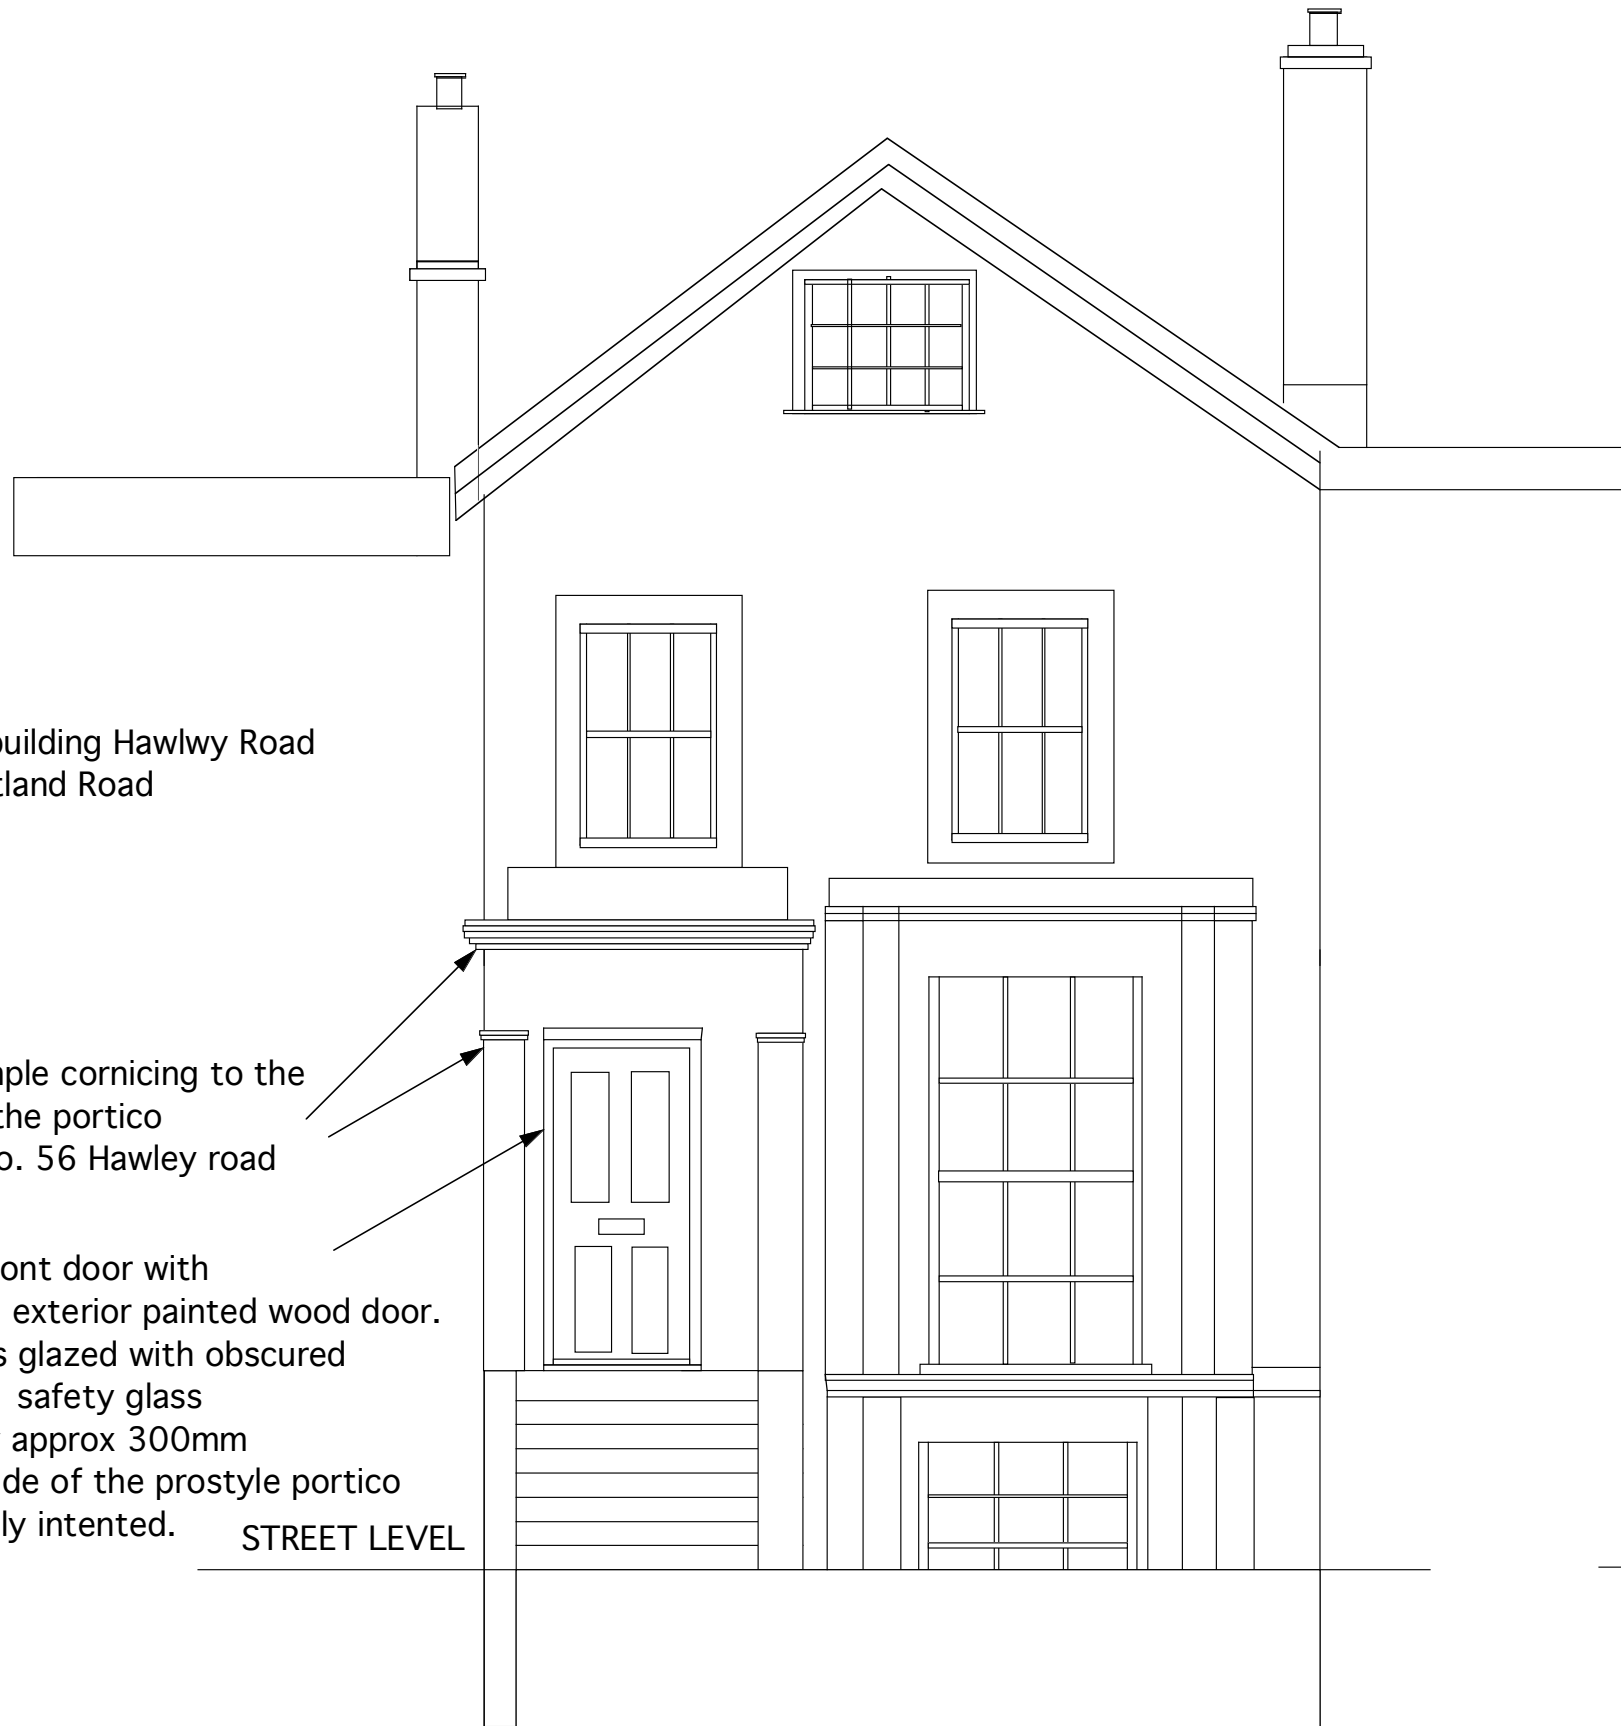 building Hawlwy Road
tland Road
mple cornicing to the
the portico
o. 56 Hawley road
ont door with
exterior painted wood door.
s glazed with obscured
safety glass
approx 300mm
de of the prostyle portico
ly intented.
STREET LEVEL